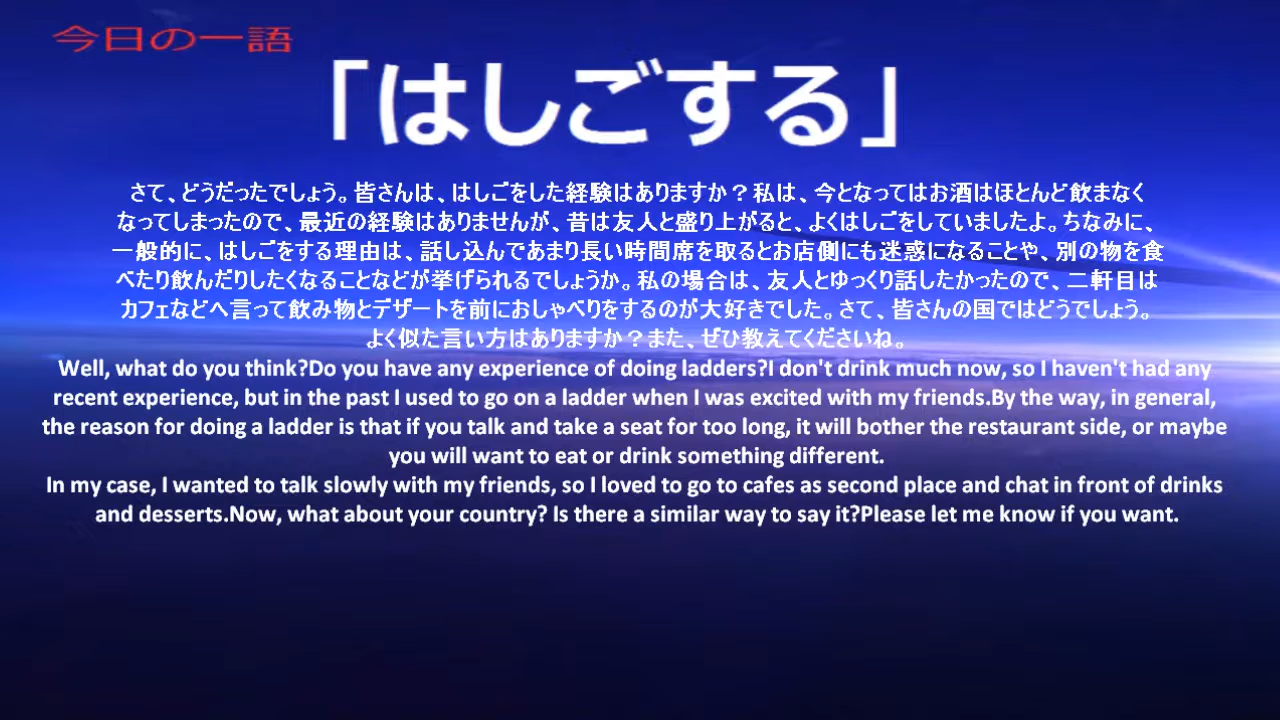 今日の一語
「はしごする」
さて、どうだったでしょう。皆さんは、はしごをした経験はありますか？私は、今となってはお酒はほとんど飲まなく
なってしまったので、最近の経験はありませんが、昔は友人と盛り上がると、よくはしごをしていましたよ。ちなみに、
一般的に、はしごをする理由は、話し込んであまり長い時間席を取るとお店側にも迷惑になることや、別の物を食
べたり飲んだりしたくなることなどが挙げられるでしょうか。私の場合は、友人とゆっくり話したかったので、二軒目は
カフェなどへ言って飲み物とデザートを前におしゃべりをするのが大好きでした。さて、皆さんの国ではどうでしょう。
よく似た言い方はありますか？また、ぜひ教えてくださいね。
Well, what do you think?Do you have any experience of doing ladders?I don't drink much now, so I haven't had any
recent experience, but in the past I used to go on a ladder when I was excited with my friends.By the way, in general,
the reason for doing a ladder is that if you talk and take a seat for too long, it will bother the restaurant side, or maybe
you will want to eat or drink something different.
In my case, I wanted to talk slowly with my friends, so I loved to go to cafes as second place and chat in front of drinks
and desserts.Now, what about your country? Is there a similar way to say it?Please let me know if you want.